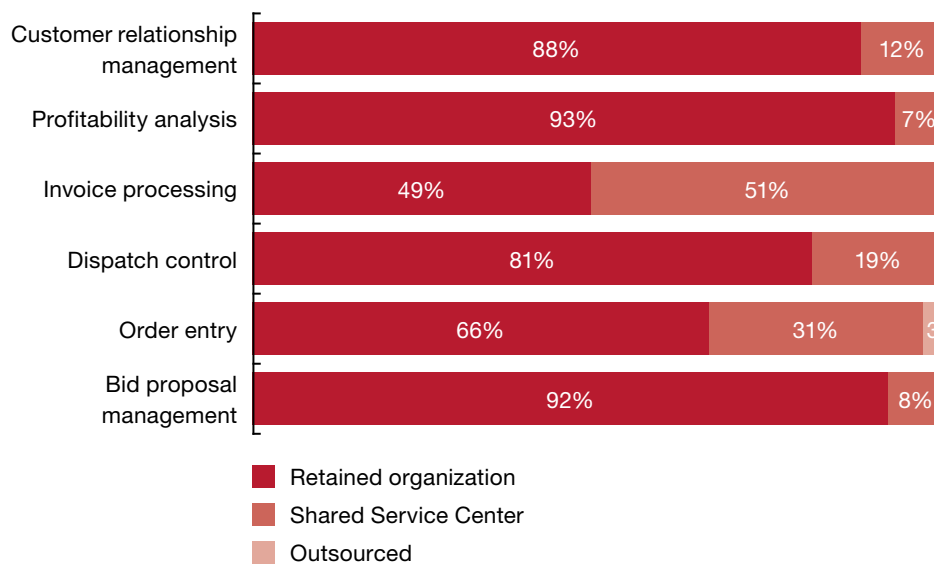 Customer relationship
management
88% 12%
Profitability analysis
93% 7%
Invoice processing
49% 51%
Dispatch control
81% 19%
Order entry
66% 31% 3
Bid proposal
management
92% 8%
Retained organization
Shared Service Center
Outsourced